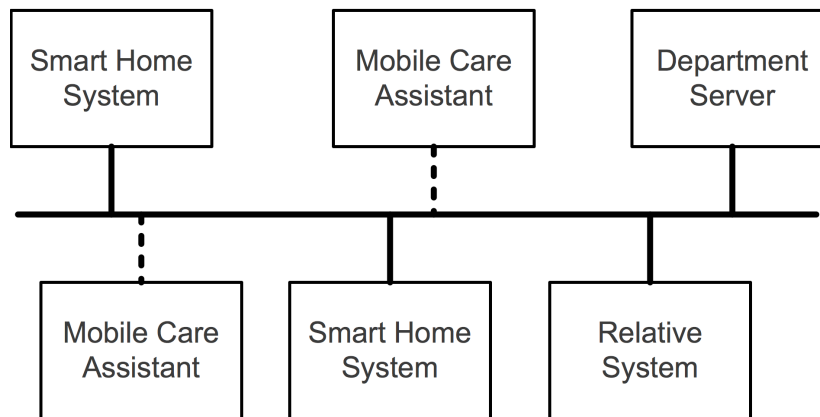 Smart Home
System
Mobile Care
Assistant
Department
Server
Mobile Care
Assistant
Smart Home
System
Relative
System